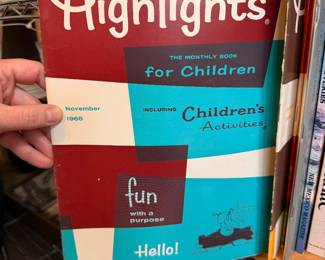 Highlights®
THE MONTHLY BOOK
for Children
November
1966
INCLUDING Children's
Activities
fun
with a
purpose
Hello!